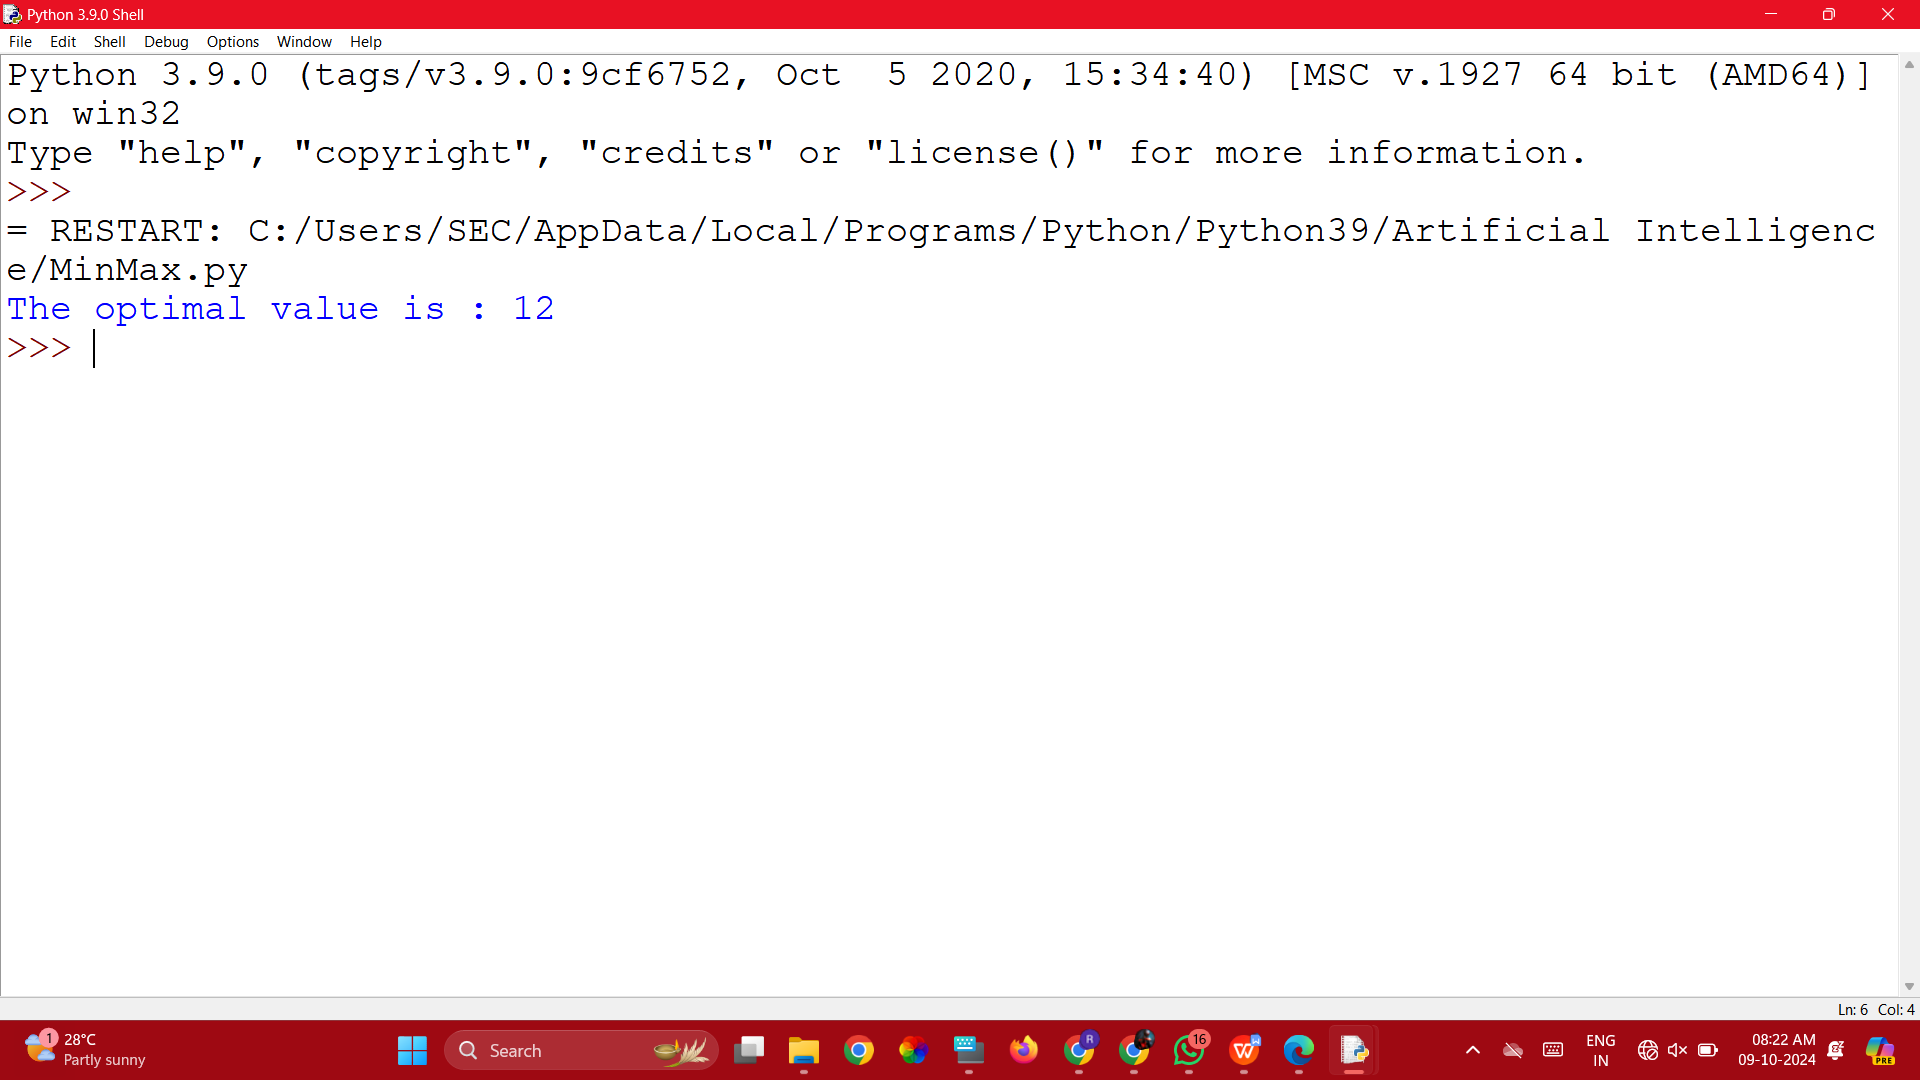 Python 3.9.0 Shell
File Edit Shell Debug Options Window Help
Python 3.9.0 (tags/v3.9.0:9cf6752, Oct  5 2020, 15:34:40) [MSC v.1927 64 bit (AMD64)]
on win32
Type "help", "copyright", "credits" or "license()" for more information.
>>>
= RESTART: C:/Users/SEC/AppData/Local/Programs/Python/Python39/Artificial Intelligenc
e/MinMax.py
The optimal value is : 12
>>>
Ln: 6 Col: 4
1
28°C
Partly sunny
Search
R
16
W
PRE
ENG
IN
08:22 AM
09-10-2024